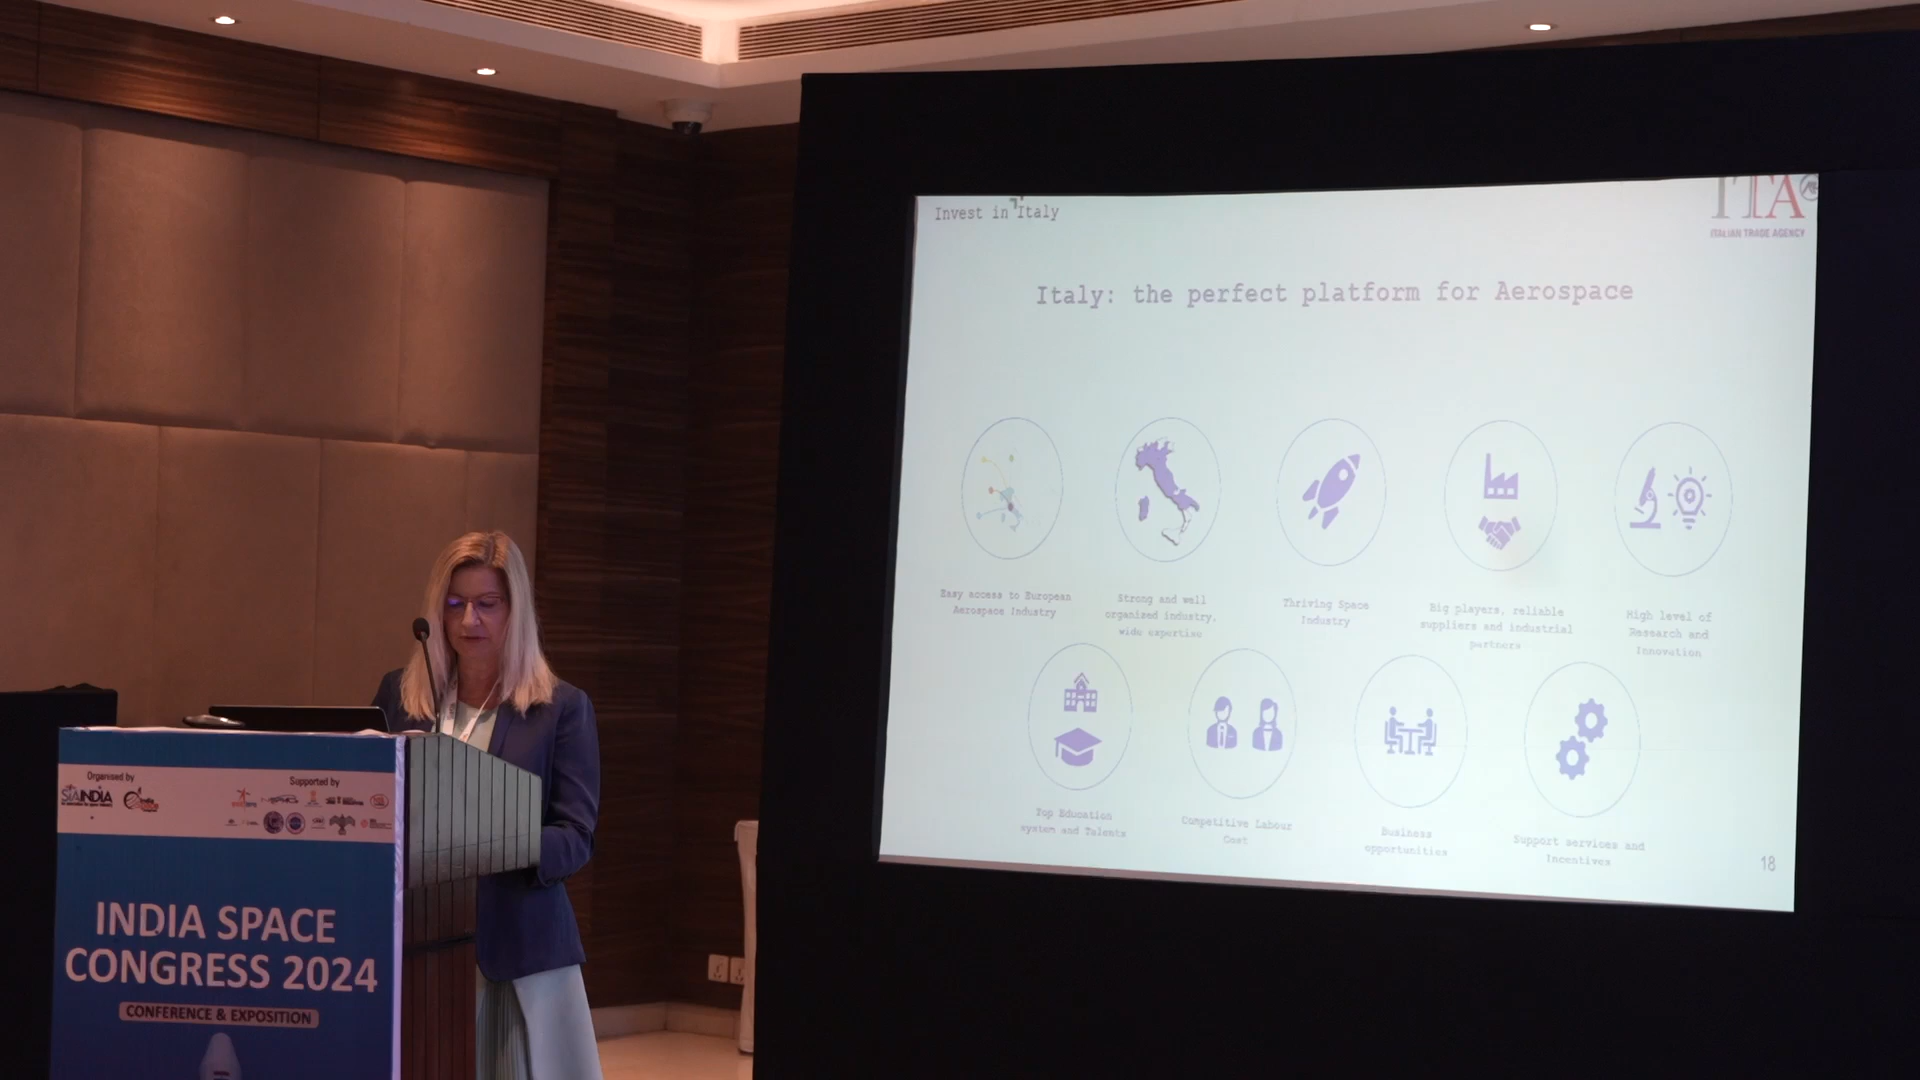 Invest in Italy
ITA
ITALIAN TRADE AGENCY
Italy: the perfect platform for Aerospace
Easy access to European
Aerospace Industry
Strong and well
organised industry,
wide expertise
Thriving Space
Industry
Big players, reliable
suppliers and industrial
partners
High level of
Research and
Innovation
Top Education
system and Talents
Competitive Labour
Cost
Business
opportunities
Support services and
Incentives
18
Organised by
Supported by
SIAINDIA
INDIA SPACE
CONGRESS 2024
CONFERENCE & EXPOSITION